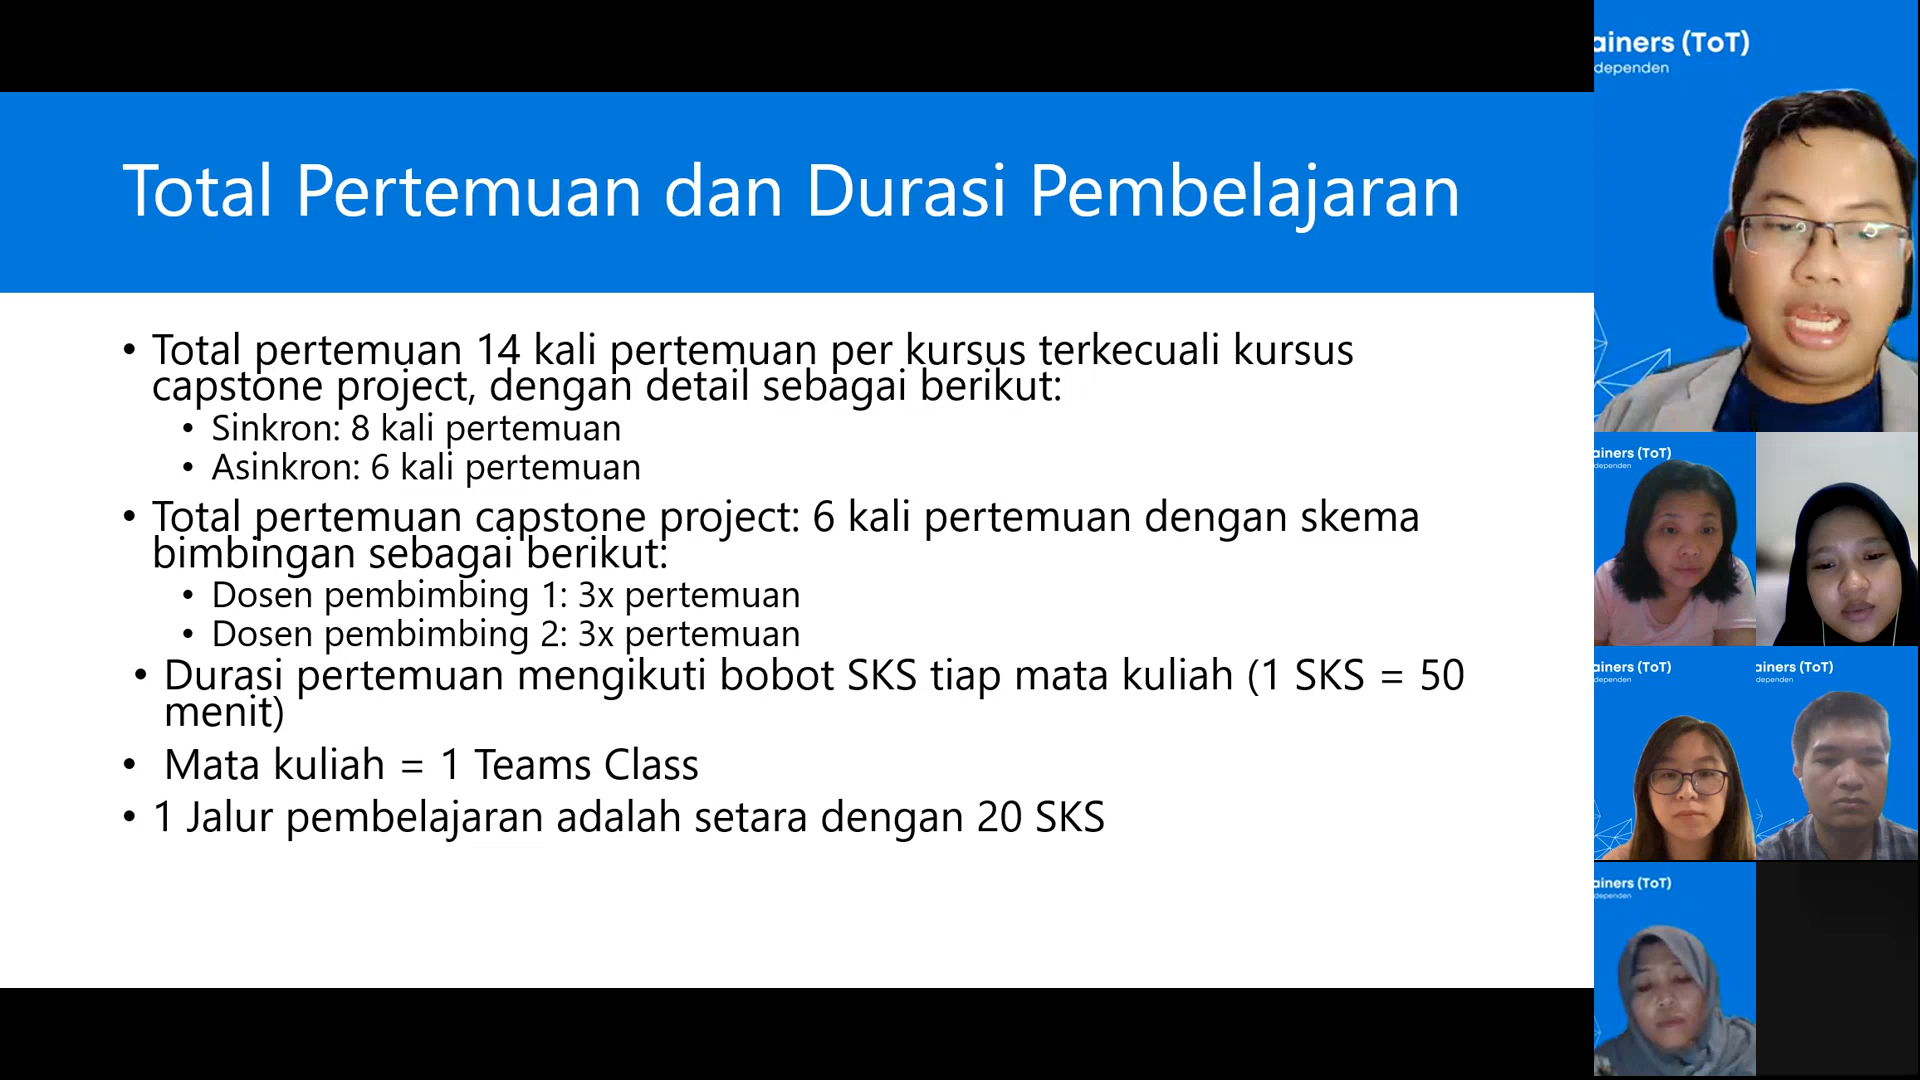 Total Pertemuan dan Durasi Pembelajaran
• Total pertemuan 14 kali pertemuan per kursus terkecuali kursus
capstone project, dengan detail sebagai berikut:
• Sinkron: 8 kali pertemuan
• Asinkron: 6 kali pertemuan
• Total pertemuan capstone project: 6 kali pertemuan dengan skema
bimbingan sebagai berikut:
• Dosen pembimbing 1: 3x pertemuan
• Dosen pembimbing 2: 3x pertemuan
• Durasi pertemuan mengikuti bobot SKS tiap mata kuliah (1 SKS = 50
menit)
• Mata kuliah = 1 Teams Class
• 1 Jalur pembelajaran adalah setara dengan 20 SKS
ainers (ToT)
dependen
ainers (ToT)
dependen
ainers (ToT)
dependen
ainers (ToT)
dependen
ainers (ToT)
dependen